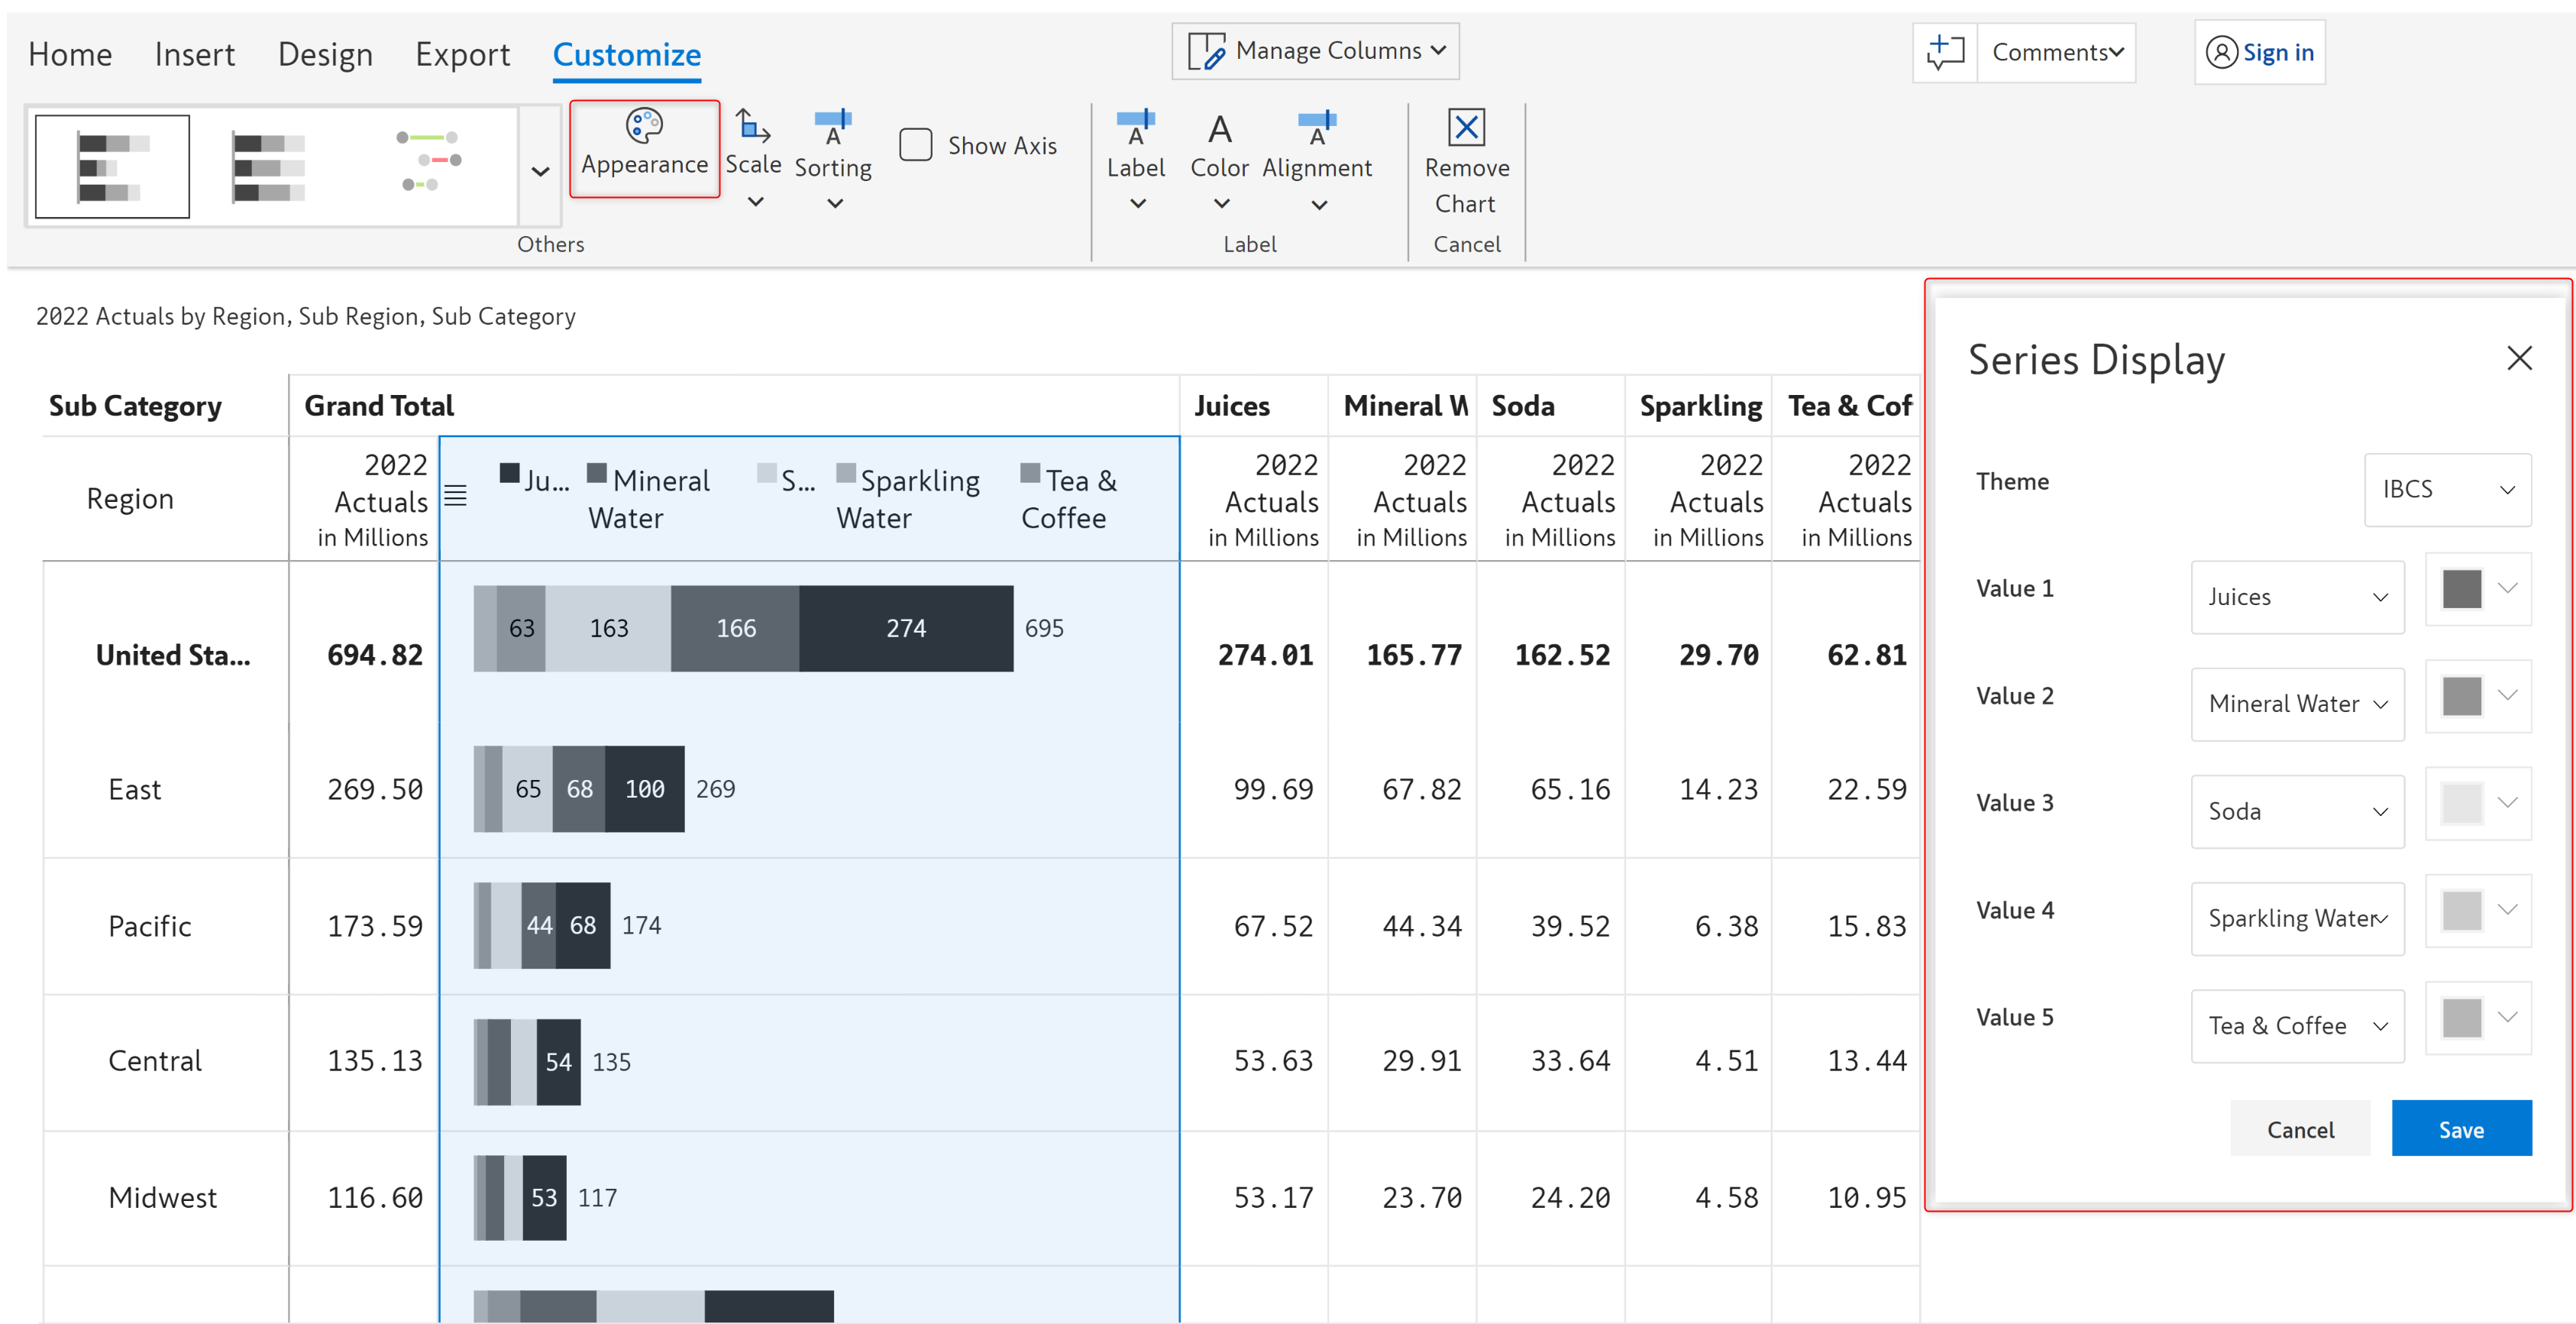 Home Insert Design Export Customize
Manage Columns
Comments
Sign in
Appearance Scale Sorting Show Axis
Label Color Alignment
Remove
Chart
Others Label Cancel
2022 Actuals by Region, Sub Region, Sub Category
Sub Category Grand Total Juices Mineral W Soda Sparkling Tea & Cof
Region
2022
Actuals
in Millions
Ju... Mineral
Water
S... Sparkling
Water
Tea &
Coffee
2022 2022 2022 2022 2022
Actuals Actuals Actuals Actuals Actuals
in Millions in Millions in Millions in Millions in Millions
United Sta... 694.82 63 163 166 274 695 274.01 165.77 162.52 29.70 62.81
East 269.50 65 68 100 269 99.69 67.82 65.16 14.23 22.59
Pacific 173.59 44 68 174 67.52 44.34 39.52 6.38 15.83
Central 135.13 54 135 53.63 29.91 33.64 4.51 13.44
Midwest 116.60 53 117 53.17 23.70 24.20 4.58 10.95
Series Display
Theme IBCS
Value 1 Juices
Value 2 Mineral Water
Value 3 Soda
Value 4 Sparkling Water
Value 5 Tea & Coffee
Cancel Save